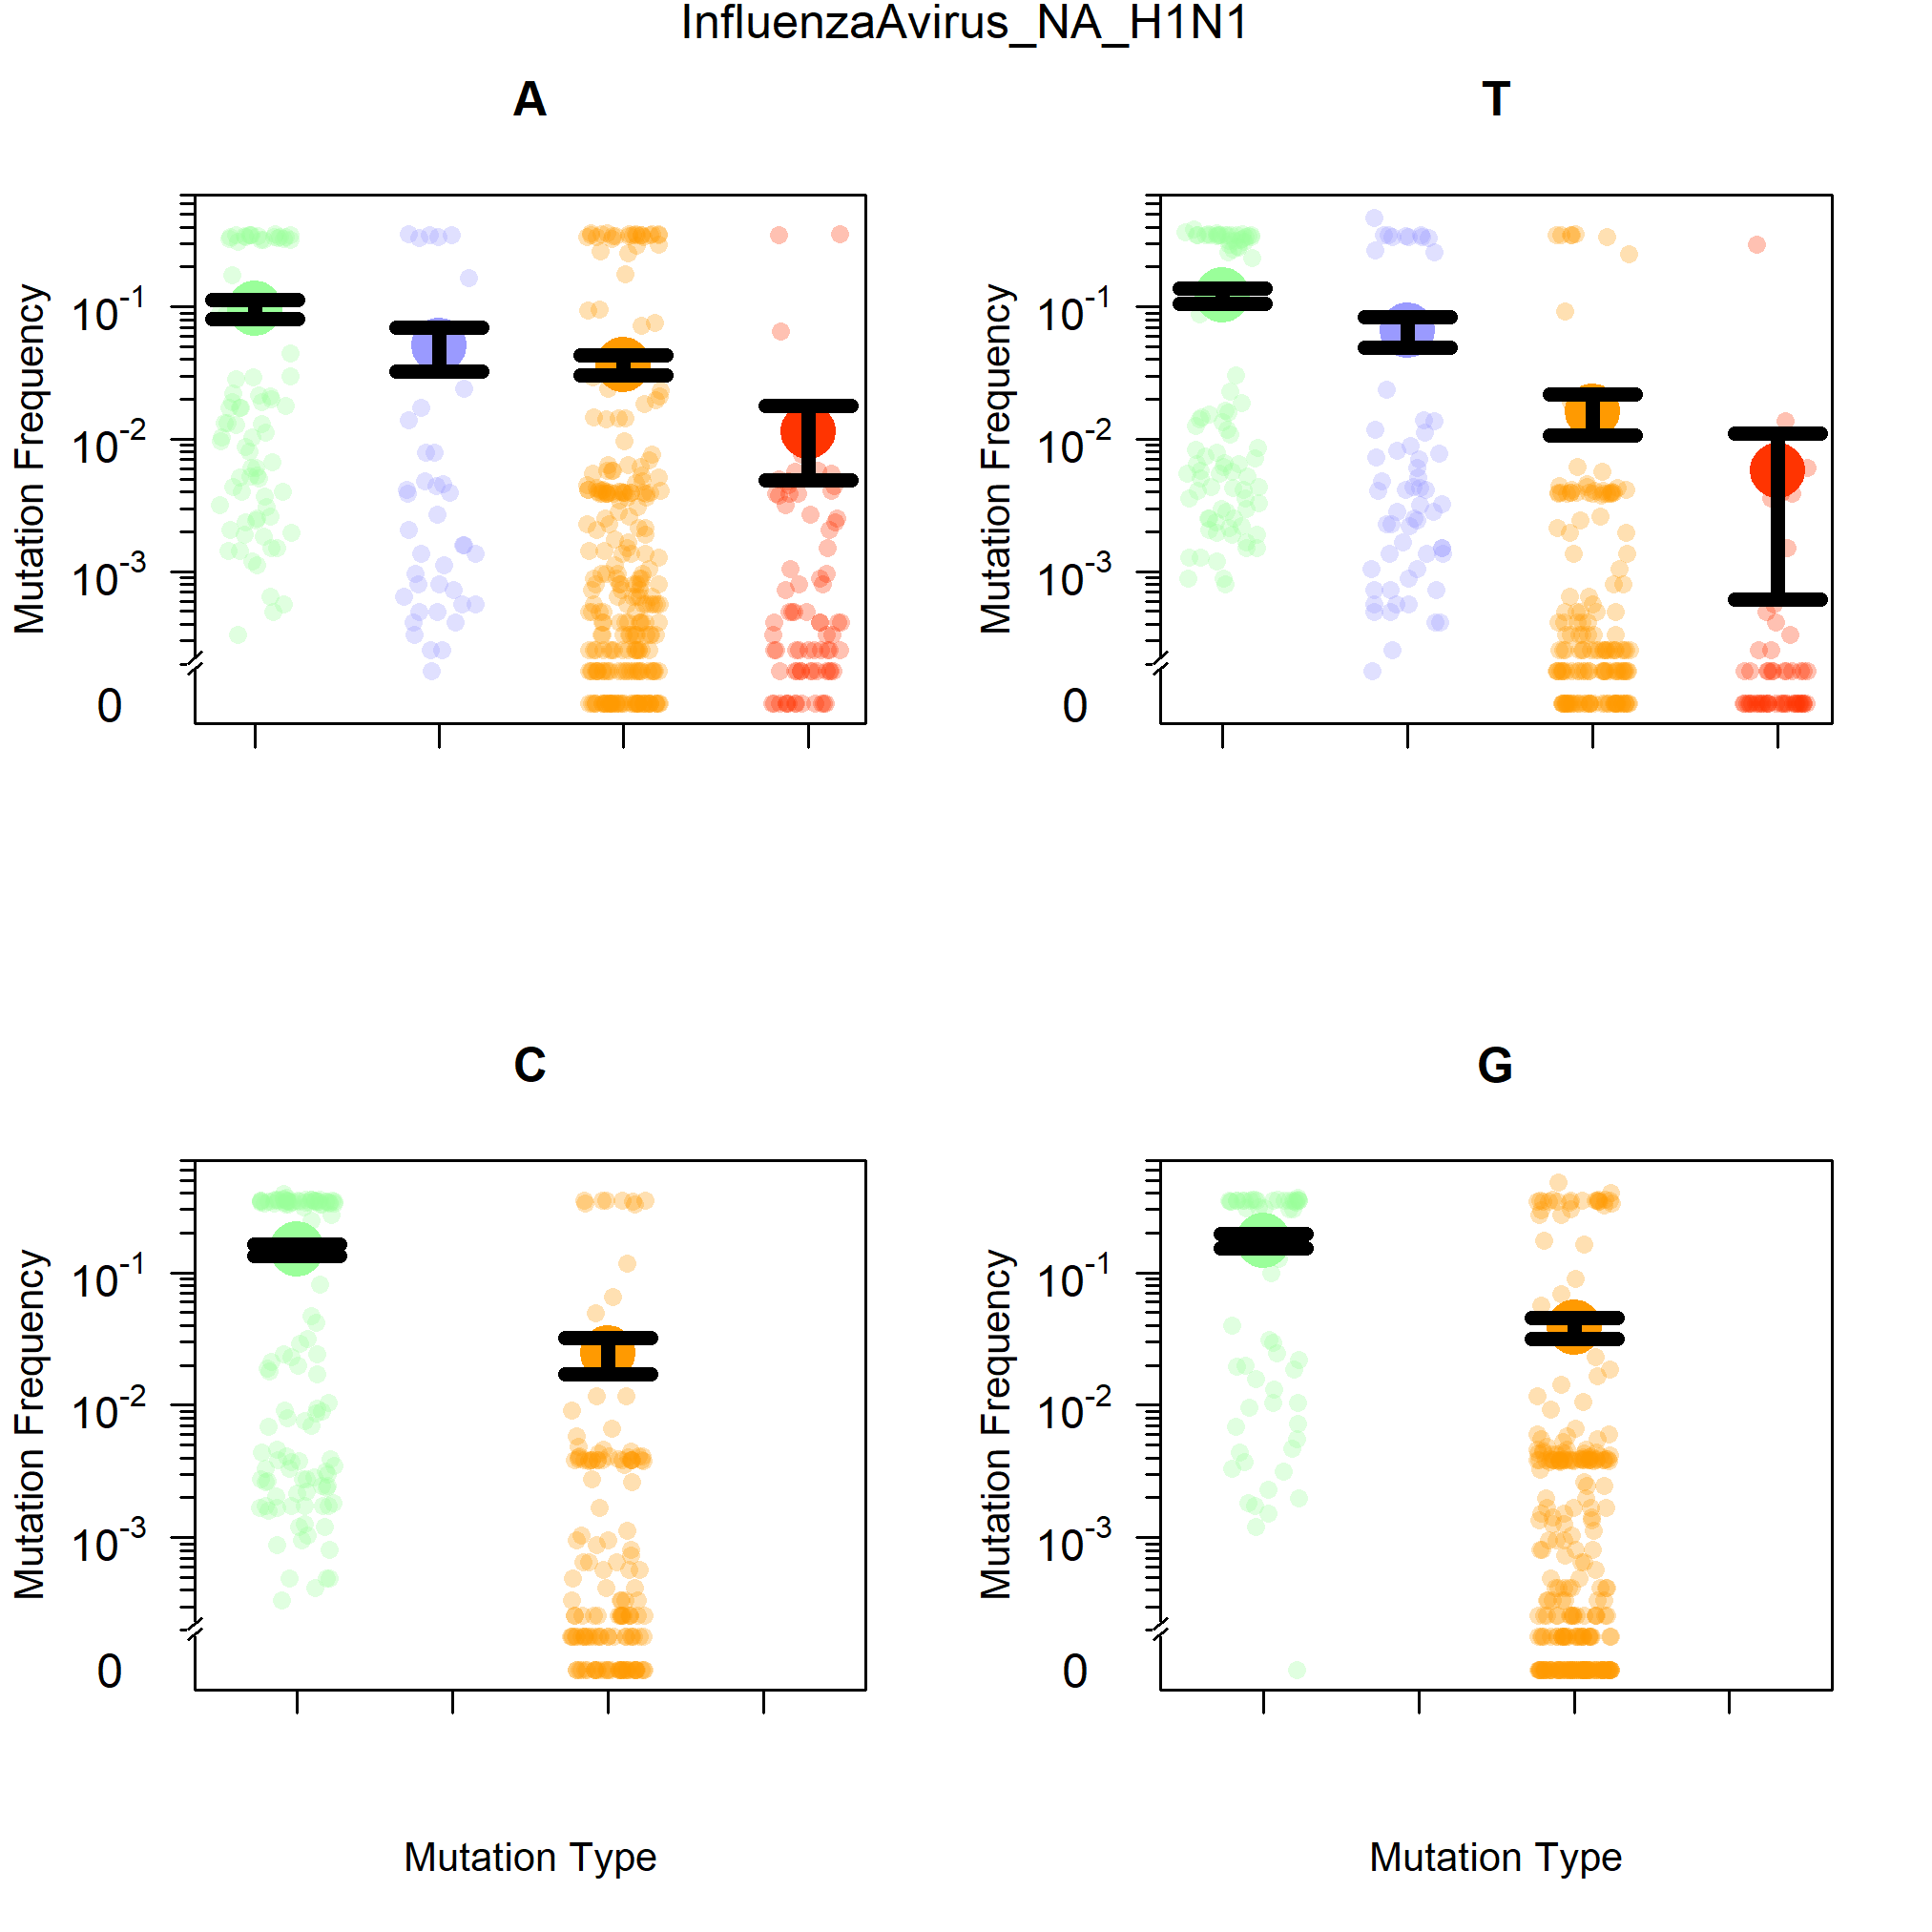 InfluenzaAvirus_NA_H1N1
A
Mutation Frequency
10^-1
10^-2
10^-3
0
T
Mutation Frequency
10^-1
10^-2
10^-3
0
C
Mutation Frequency
10^-1
10^-2
10^-3
0
Mutation Type
G
Mutation Frequency
10^-1
10^-2
10^-3
0
Mutation Type